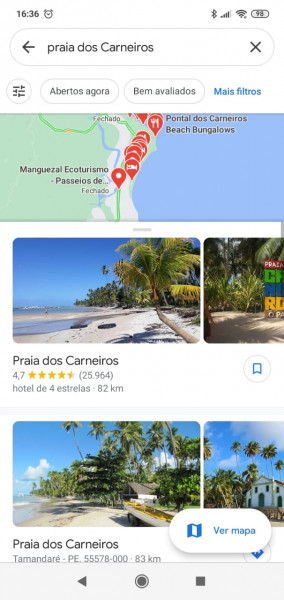 16:36
98
praia dos Carneiros
Abertos agora
Bem avaliados
Mais filtros
Fechado
Pontal dos Carneiros
Beach Bungalows
Manguezal Ecoturismo
- Passeios de...
Fechado
PRAIA
Praia dos Carneiros
4,7 (25.964)
hotel de 4 estrelas · 82 km
Praia dos Carneiros
Tamandaré - PE, 55578-000 · 83 km
Ver mapa